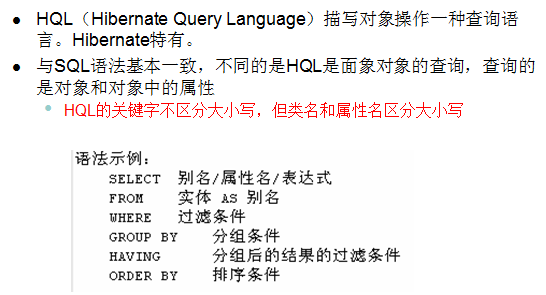 HQL（Hibernate Query Language）描写对象操作一种查询语
言。Hibernate特有。
与SQL语法基本一致，不同的是HQL是面象对象的查询，查询的
是对象和对象中的属性
HQL的关键字不区分大小写，但类名和属性名区分大小写
语法示例：
SELECT 别名/属性名/表达式
FROM 实体 AS 别名
WHERE 过滤条件
GROUP BY 分组条件
HAVING 分组后的结果的过滤条件
ORDER BY 排序条件